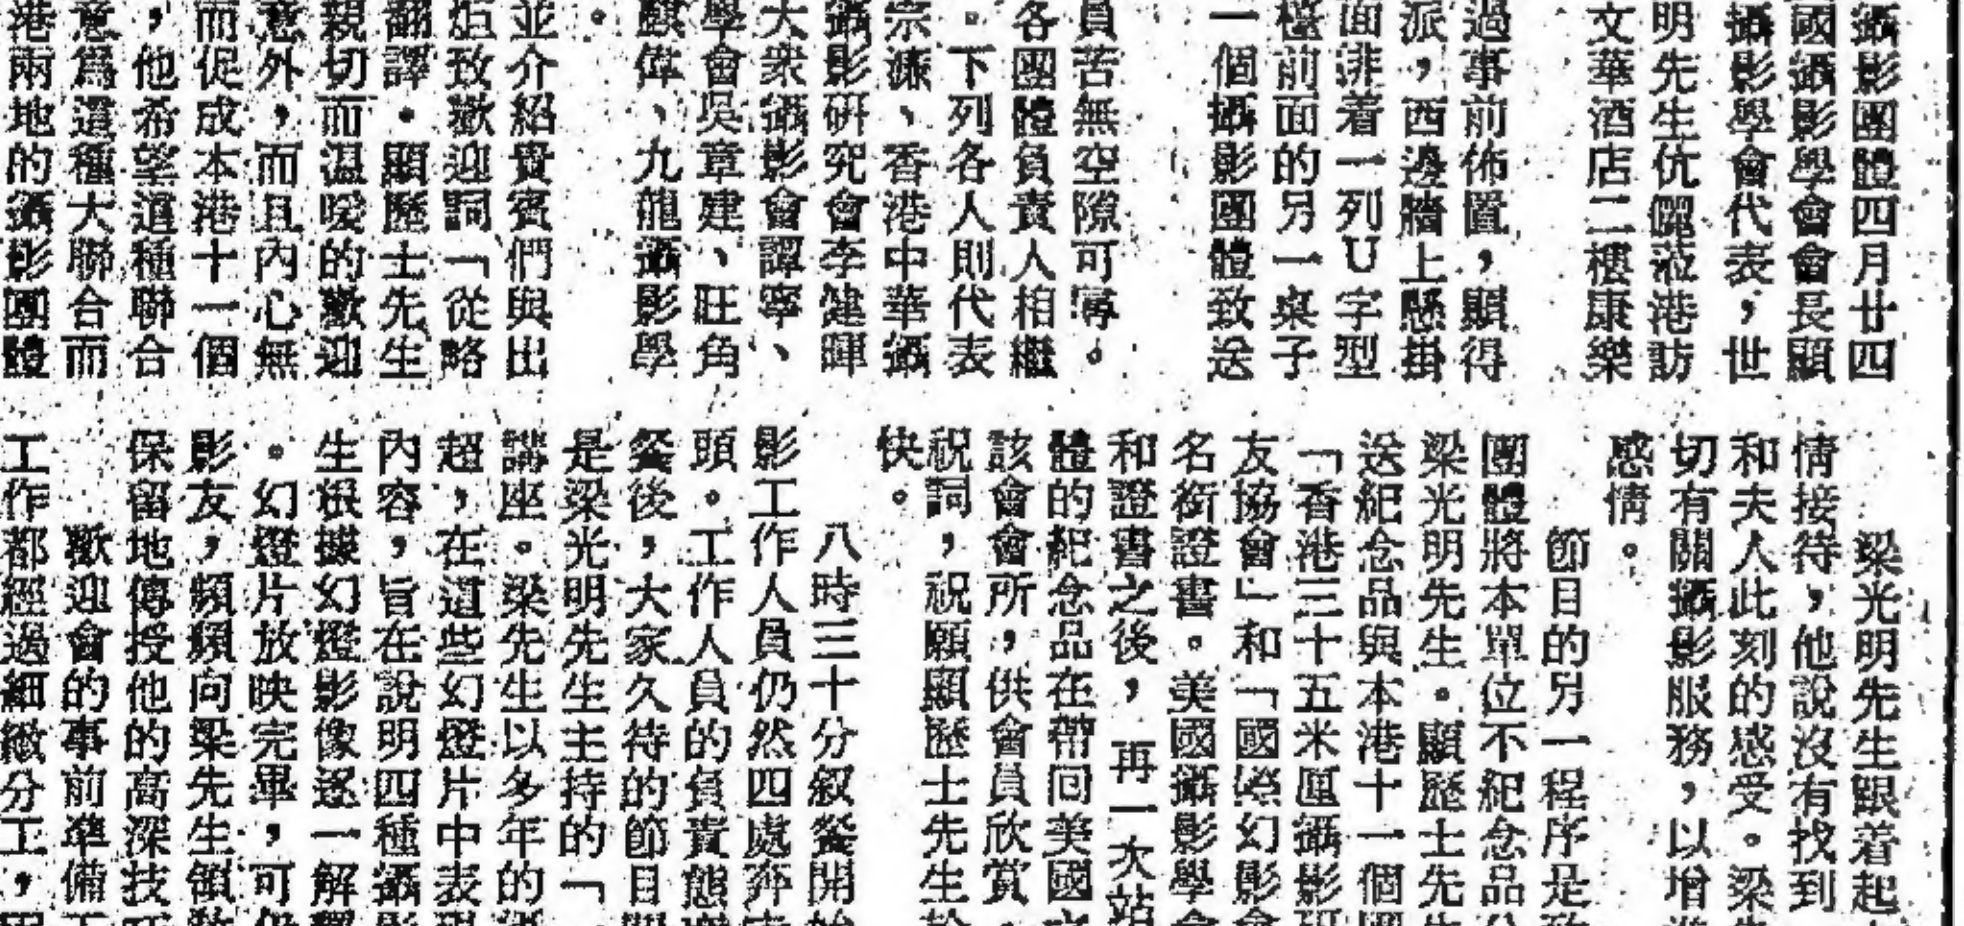 攝影團體四月廿四
國攝影學會會長顯
攝影學會代表，世
明先生伉儷蒞港訪
文華酒店二樓康樂
過事前佈置，顯得
派，西邊牆上懸掛
面排着一列U字型
檯前面的另一桌子
一個攝影團體致送
員苦無空隙可尋。
各團體負責人相繼
。下列各人則代表
宗濂、香港中華攝
攝影研究會李健暉
大衆攝影會譚寧、
學會吳章建、旺角
麒偉、九龍攝影學
。
並介紹貴賓們與出
姮致歡迎詞「從略
翻譯。顯歷士先生
親切而溫暖的歡迎
意外，而且內心無
而促成本港十一個
，他希望這種聯合
意爲這種大聯合而
港兩地的攝影團體
梁光明先生跟着起
情接待，他說沒有找到
和夫人此刻的感受。梁
切有關攝影服務，以增
感情。
節目的另一程序是
團體將本單位不紀念品
梁光明先生。顯歷士先
送紀念品與本港十一個
「香港三十五米厘攝影
友協會」和「國際幻影
名銜證書。美國攝影學
和證書之後，再一次站
體的紀念品在帶回美國
該會會所，供會員欣賞
祝詞，祝願顯歷士先生
快。
八時三十分叙餐開
影工作人員仍然四處奔
頭。工作人員的負責態
餐後，大家久待的節目
是梁光明先生主持的「
講座。梁先生以多年的
超，在這些幻燈片中表
內容，旨在說明四種攝
生根據幻燈影像逐一解
。幻燈片放映完畢，可
影友，頻頻向梁先生領
保留地傳授他的高深技
歡迎會的事前準備
工作都經過細緻分工，